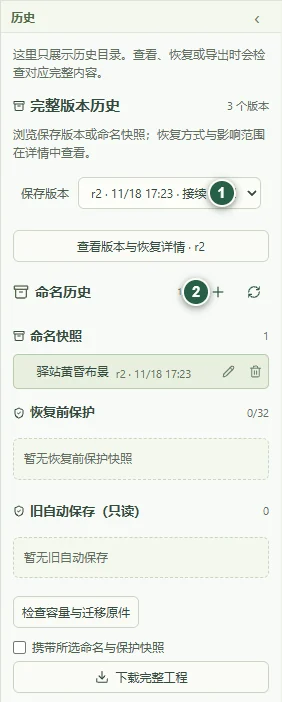 历史
这里只展示历史目录。查看、恢复或导出时会检
查对应完整内容。
完整版本历史 3 个版本
浏览保存版本或命名快照；恢复方式与影响范围
在详情中查看。
保存版本 r2 · 11/18 17:23 · 接续 1
查看版本与恢复详情 · r2
命名历史 2
命名快照 1
驿站黄昏布景 r2 · 11/18 17:23
恢复前保护 0/32
暂无恢复前保护快照
旧自动保存（只读） 0
暂无旧自动保存
检查容量与迁移原件
携带所选命名与保护快照
下载完整工程